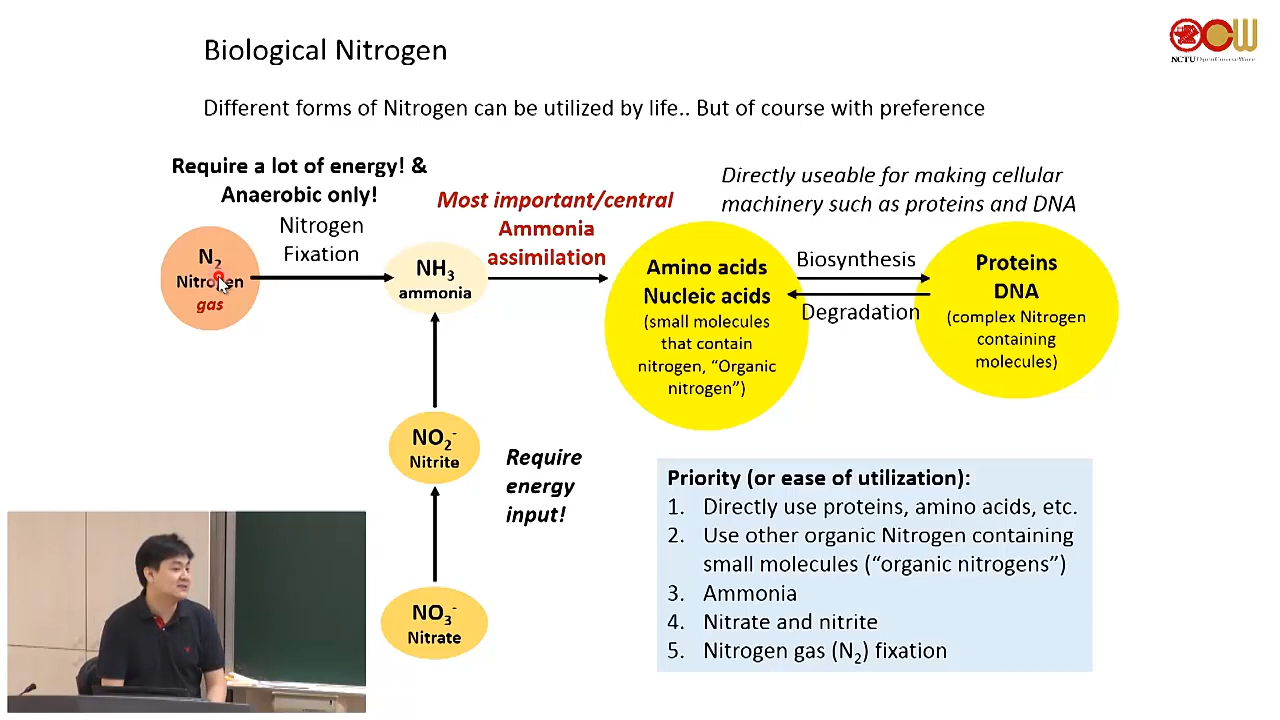 Biological Nitrogen
NCTU OpenCourseWare
Different forms of Nitrogen can be utilized by life.. But of course with preference
Require a lot of energy! &
Anaerobic only!
Nitrogen
Fixation
Most important/central
Ammonia
assimilation
Directly useable for making cellular
machinery such as proteins and DNA
N2
Nitrogen
gas
NH3
ammonia
Amino acids
Nucleic acids
(small molecules
that contain
nitrogen, “Organic
nitrogen”)
Biosynthesis
Degradation
Proteins
DNA
(complex Nitrogen
containing
molecules)
NO2-
Nitrite
Require
energy
input!
NO3-
Nitrate
Priority (or ease of utilization):
1. Directly use proteins, amino acids, etc.
2. Use other organic Nitrogen containing
small molecules (“organic nitrogens”)
3. Ammonia
4. Nitrate and nitrite
5. Nitrogen gas (N2) fixation